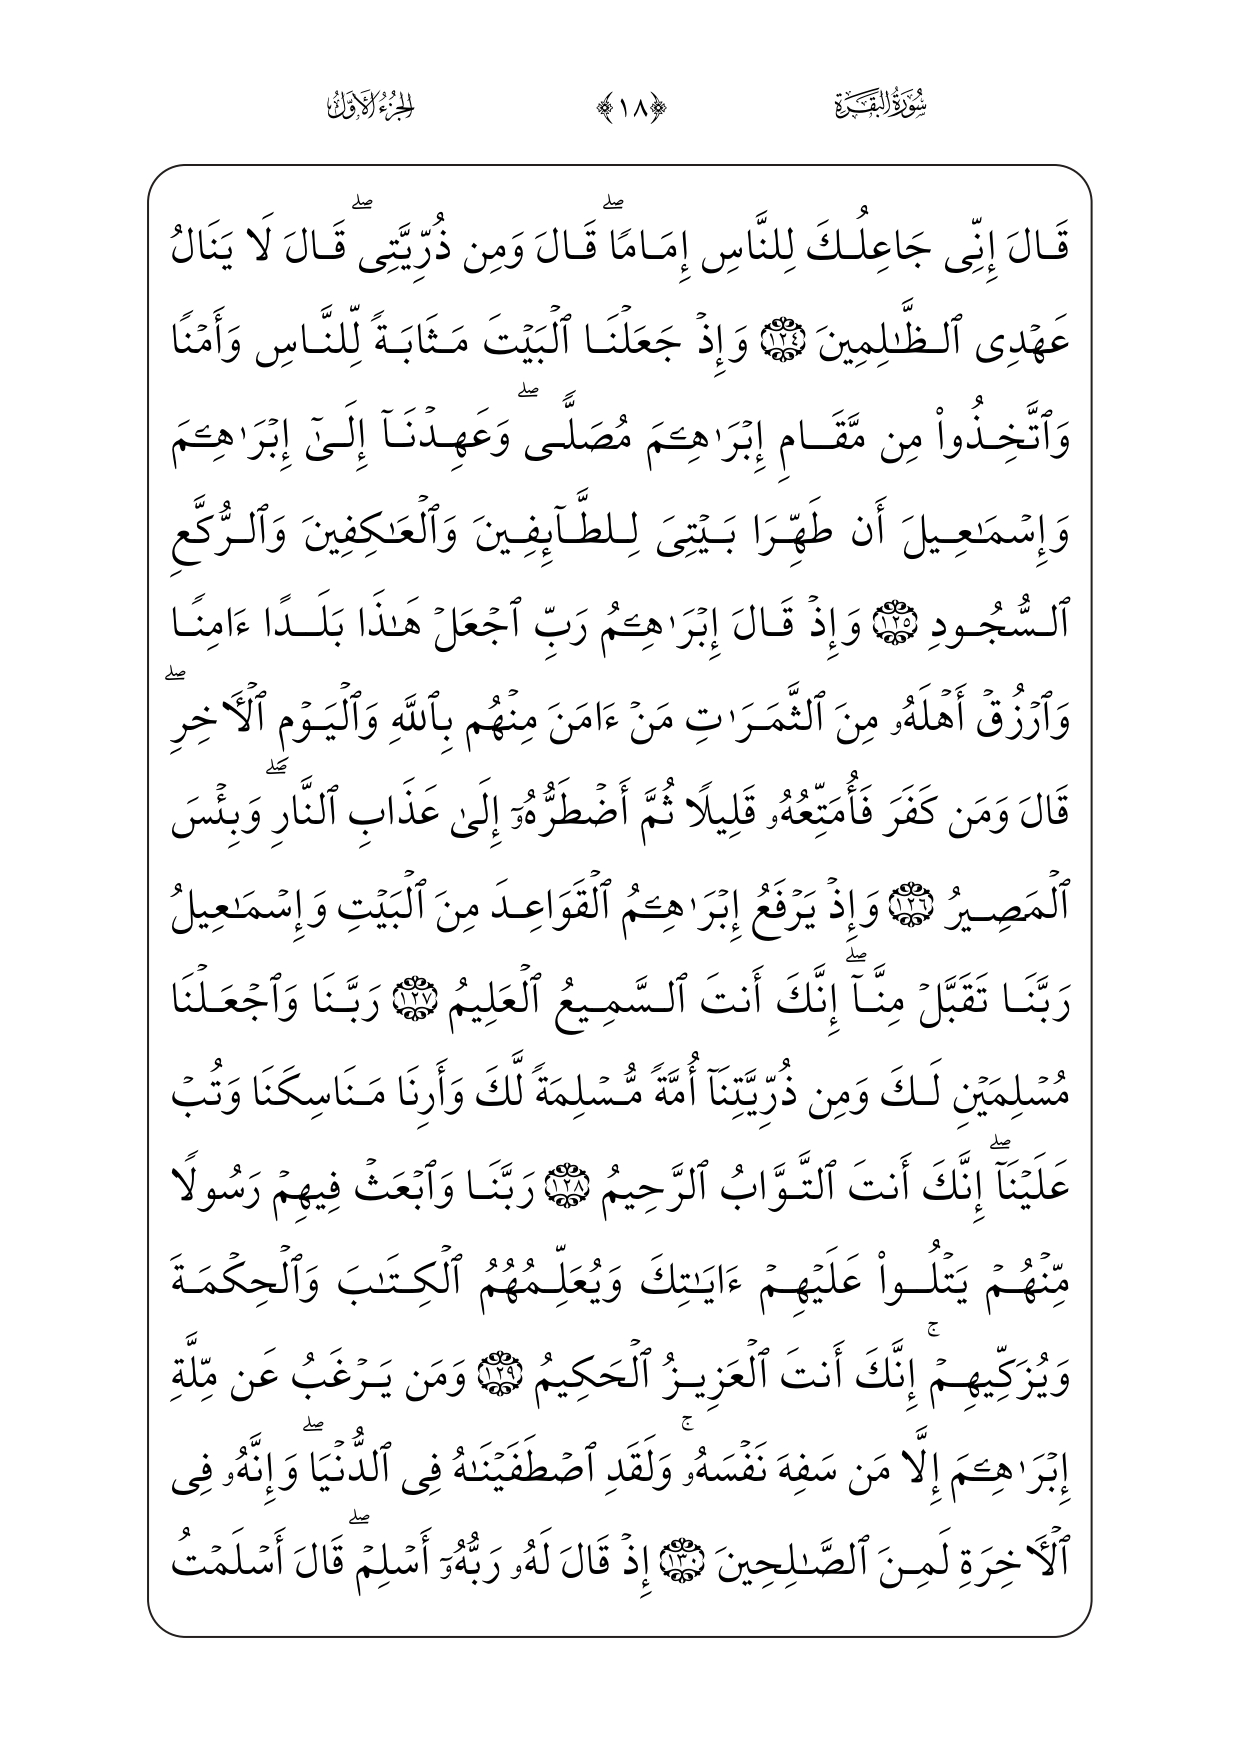 سُورَةُ البَقَرَةِ ﴿١٨﴾ الجُزْءُ الأَوَّلُ
قَالَ إِنِّى جَاعِلُكَ لِلنَّاسِ إِمَامًاۖ قَالَ وَمِن ذُرِّيَّتِىۖ قَالَ لَا يَنَالُ
عَهْدِى ٱلظَّـٰلِمِينَ ١٢٤ وَإِذْ جَعَلْنَا ٱلْبَيْتَ مَثَابَةً لِّلنَّاسِ وَأَمْنًا
وَٱتَّخِذُوا۟ مِن مَّقَامِ إِبْرَٰهِـۧمَ مُصَلًّىۖ وَعَهِدْنَآ إِلَىٰٓ إِبْرَٰهِـۧمَ
وَإِسْمَـٰعِيلَ أَن طَهِّرَا بَيْتِىَ لِلطَّآئِفِينَ وَٱلْعَـٰكِفِينَ وَٱلرُّكَّعِ
ٱلسُّجُودِ ١٢٥ وَإِذْ قَالَ إِبْرَٰهِـۧمُ رَبِّ ٱجْعَلْ هَـٰذَا بَلَدًا ءَامِنًا
وَٱرْزُقْ أَهْلَهُۥ مِنَ ٱلثَّمَرَٰتِ مَنْ ءَامَنَ مِنْهُم بِٱللَّهِ وَٱلْيَوْمِ ٱلْـَٔاخِرِۖ
قَالَ وَمَن كَفَرَ فَأُمَتِّعُهُۥ قَلِيلًا ثُمَّ أَضْطَرُّهُۥٓ إِلَىٰ عَذَابِ ٱلنَّارِۖ وَبِئْسَ
ٱلْمَصِيرُ ١٢٦ وَإِذْ يَرْفَعُ إِبْرَٰهِـۧمُ ٱلْقَوَاعِدَ مِنَ ٱلْبَيْتِ وَإِسْمَـٰعِيلُ
رَبَّنَا تَقَبَّلْ مِنَّآۖ إِنَّكَ أَنتَ ٱلسَّمِيعُ ٱلْعَلِيمُ ١٢٧ رَبَّنَا وَٱجْعَلْنَا
مُسْلِمَيْنِ لَكَ وَمِن ذُرِّيَّتِنَآ أُمَّةً مُّسْلِمَةً لَّكَ وَأَرِنَا مَنَاسِكَنَا وَتُبْ
عَلَيْنَآۖ إِنَّكَ أَنتَ ٱلتَّوَّابُ ٱلرَّحِيمُ ١٢٨ رَبَّنَا وَٱبْعَثْ فِيهِمْ رَسُولًا
مِّنْهُمْ يَتْلُوا۟ عَلَيْهِمْ ءَايَـٰتِكَ وَيُعَلِّمُهُمُ ٱلْكِتَـٰبَ وَٱلْحِكْمَةَ
وَيُزَكِّيهِمْۚ إِنَّكَ أَنتَ ٱلْعَزِيزُ ٱلْحَكِيمُ ١٢٩ وَمَن يَرْغَبُ عَن مِّلَّةِ
إِبْرَٰهِـۧمَ إِلَّا مَن سَفِهَ نَفْسَهُۥۚ وَلَقَدِ ٱصْطَفَيْنَـٰهُ فِى ٱلدُّنْيَاۖ وَإِنَّهُۥ فِى
ٱلْـَٔاخِرَةِ لَمِنَ ٱلصَّـٰلِحِينَ ١٣٠ إِذْ قَالَ لَهُۥ رَبُّهُۥٓ أَسْلِمْۖ قَالَ أَسْلَمْتُ